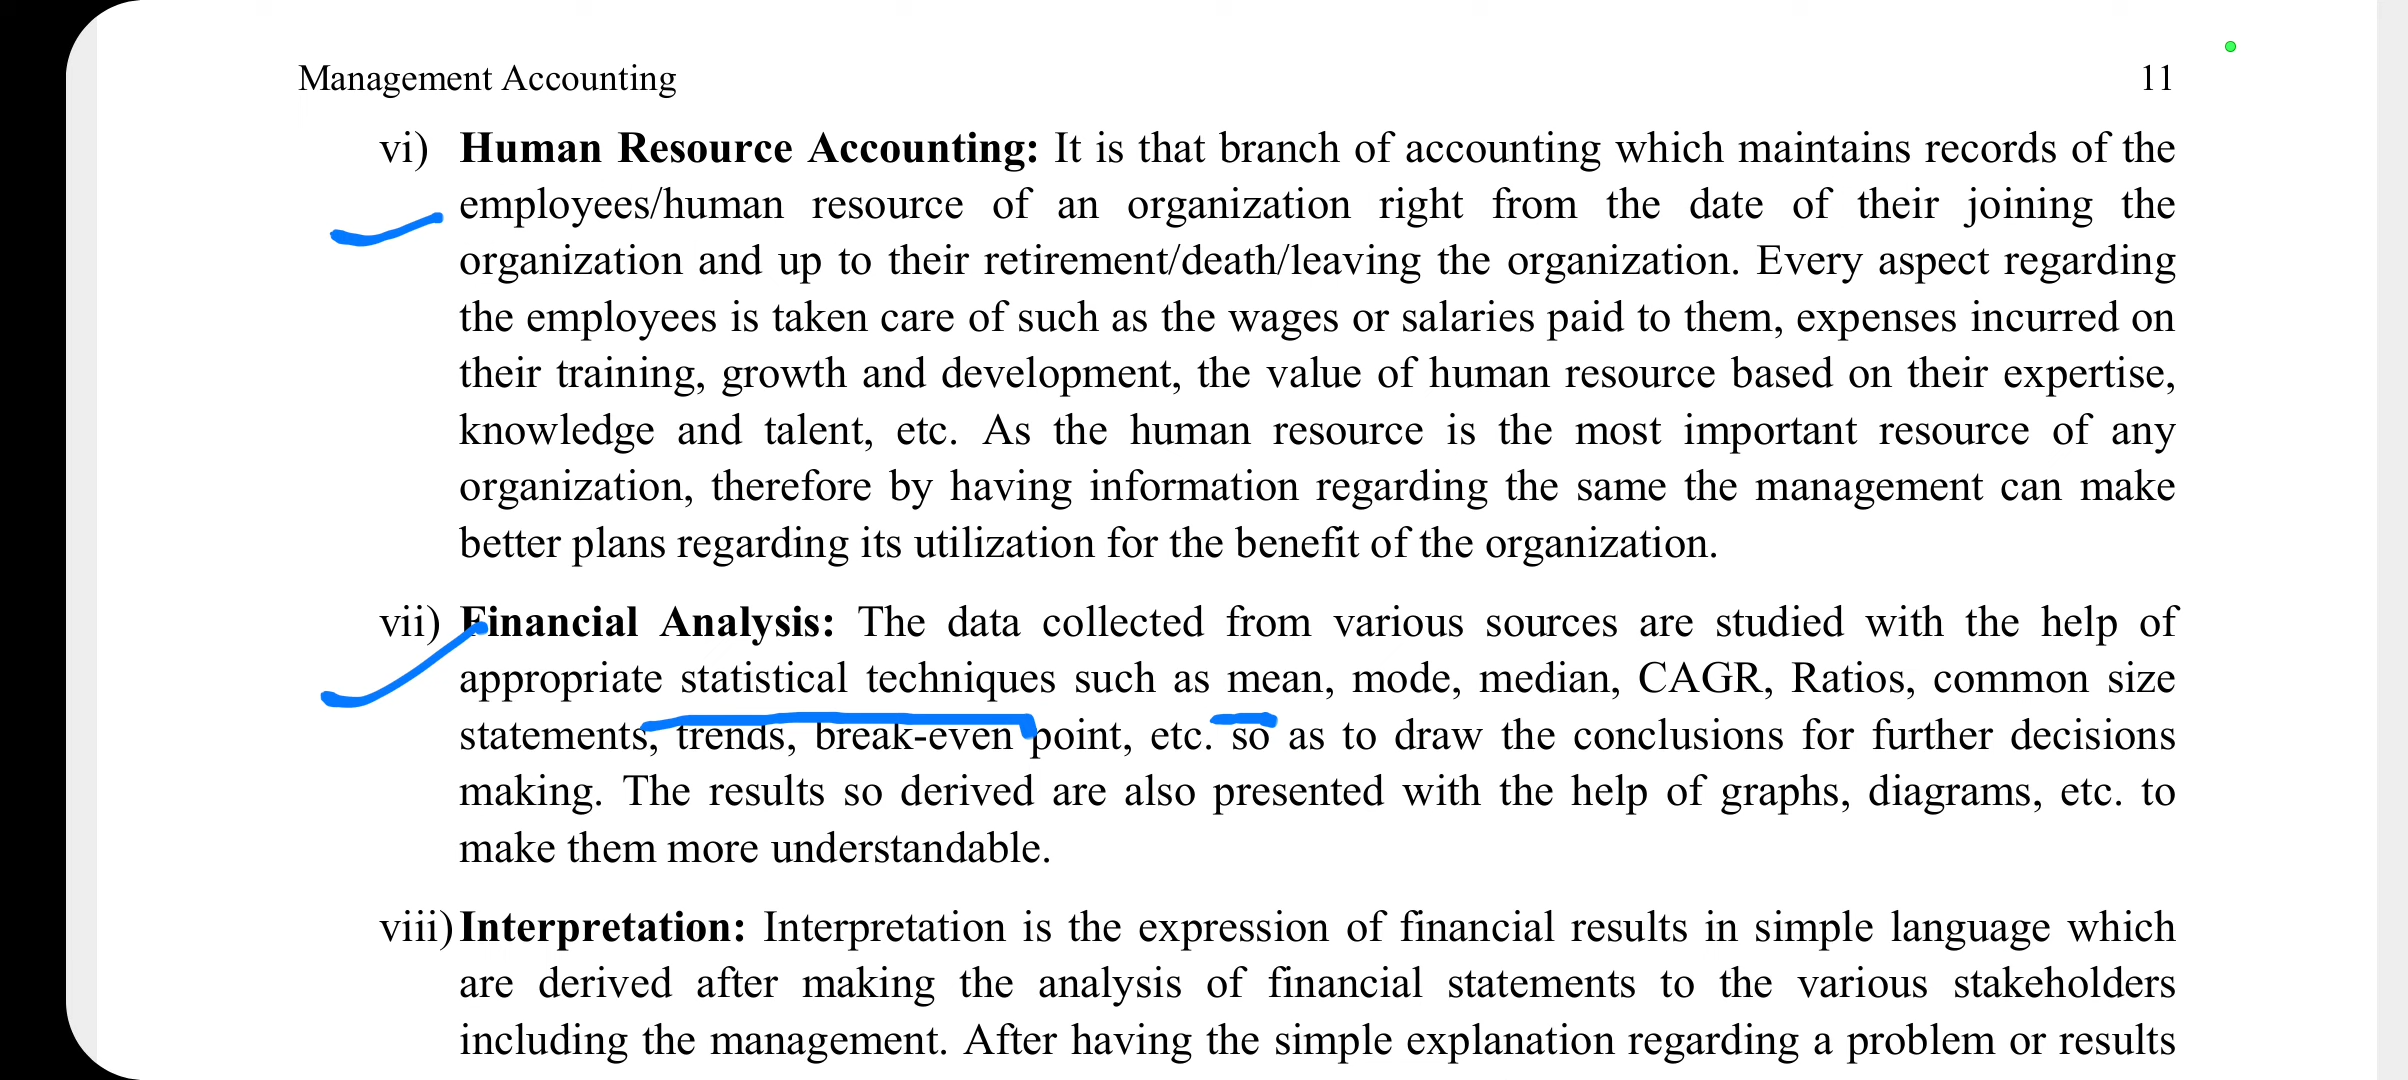 Management Accounting 11
vi) Human Resource Accounting: It is that branch of accounting which maintains records of the
employees/human resource of an organization right from the date of their joining the
organization and up to their retirement/death/leaving the organization. Every aspect regarding
the employees is taken care of such as the wages or salaries paid to them, expenses incurred on
their training, growth and development, the value of human resource based on their expertise,
knowledge and talent, etc. As the human resource is the most important resource of any
organization, therefore by having information regarding the same the management can make
better plans regarding its utilization for the benefit of the organization.
vii) Financial Analysis: The data collected from various sources are studied with the help of
appropriate statistical techniques such as mean, mode, median, CAGR, Ratios, common size
statements, trends, break-even point, etc. so as to draw the conclusions for further decisions
making. The results so derived are also presented with the help of graphs, diagrams, etc. to
make them more understandable.
viii) Interpretation: Interpretation is the expression of financial results in simple language which
are derived after making the analysis of financial statements to the various stakeholders
including the management. After having the simple explanation regarding a problem or results